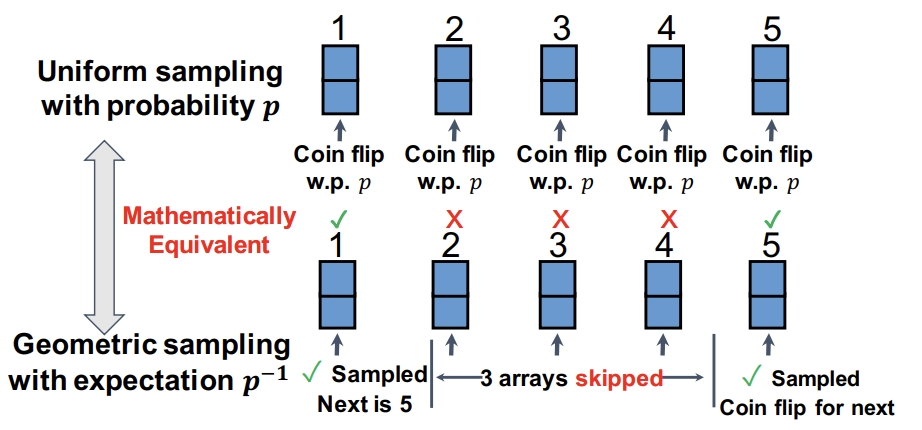 1 2 3 4 5
Uniform sampling
with probability p
Coin flip Coin flip Coin flip Coin flip Coin flip
w.p. p w.p. p w.p. p w.p. p w.p. p
✓ X X X ✓
Mathematically
Equivalent
1 2 3 4 5
Geometric sampling
with expectation p⁻¹
✓ Sampled
Next is 5
3 arrays skipped
✓ Sampled
Coin flip for next